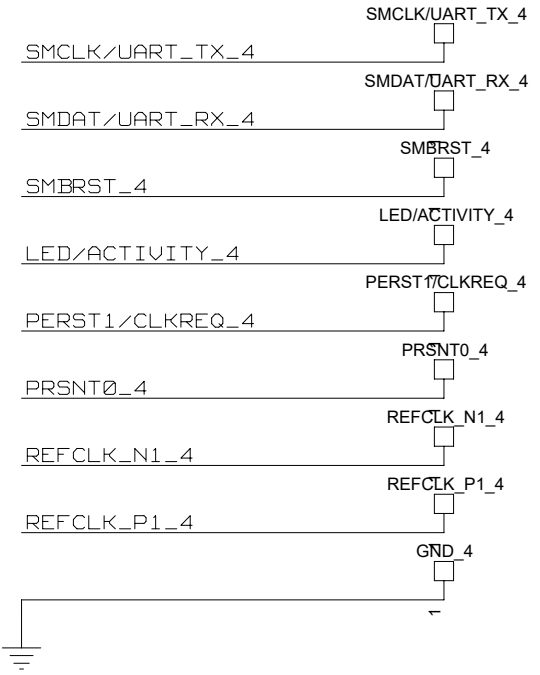 SMCLK/UART_TX_4
SMCLK/UART_TX_4
SMDAT/UART_RX_4
SMDAT/UART_RX_4
SMBRST_4
SMBRST_4
LED/ACTIVITY_4
LED/ACTIVITY_4
PERST1/CLKREQ_4
PERST1/CLKREQ_4
PRSNT0_4
PRSNT0_4
REFCLK_N1_4
REFCLK_N1_4
REFCLK_P1_4
REFCLK_P1_4
GND_4
1